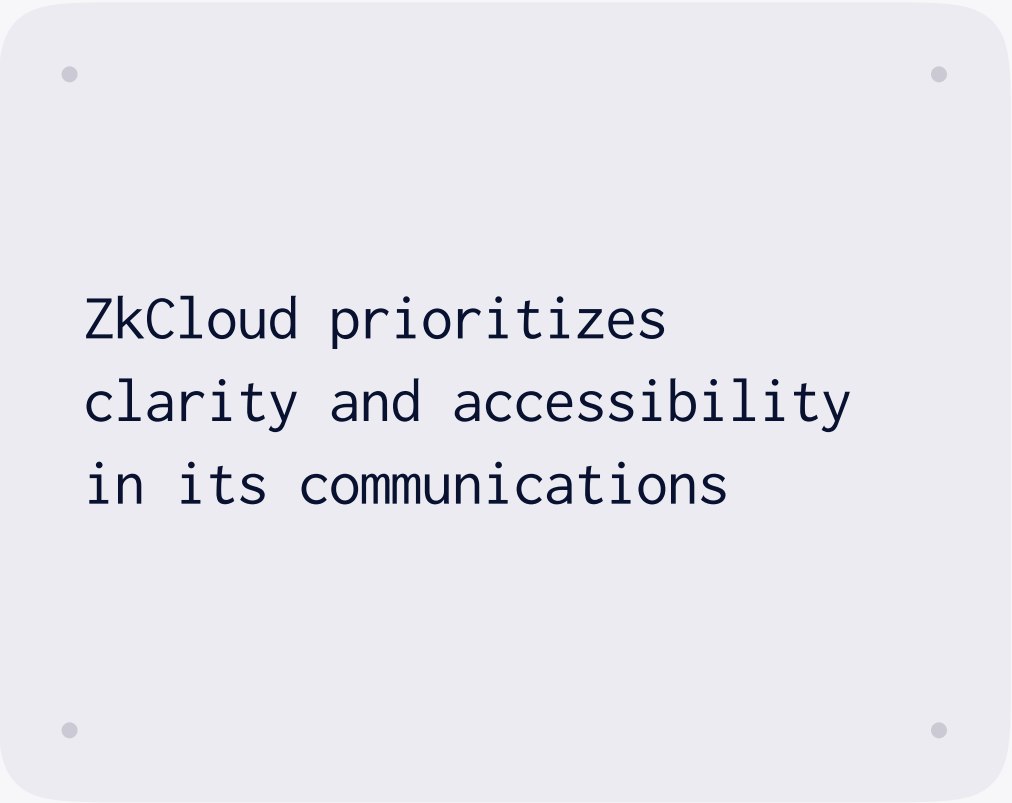 ZkCloud prioritizes
clarity and accessibility
in its communications